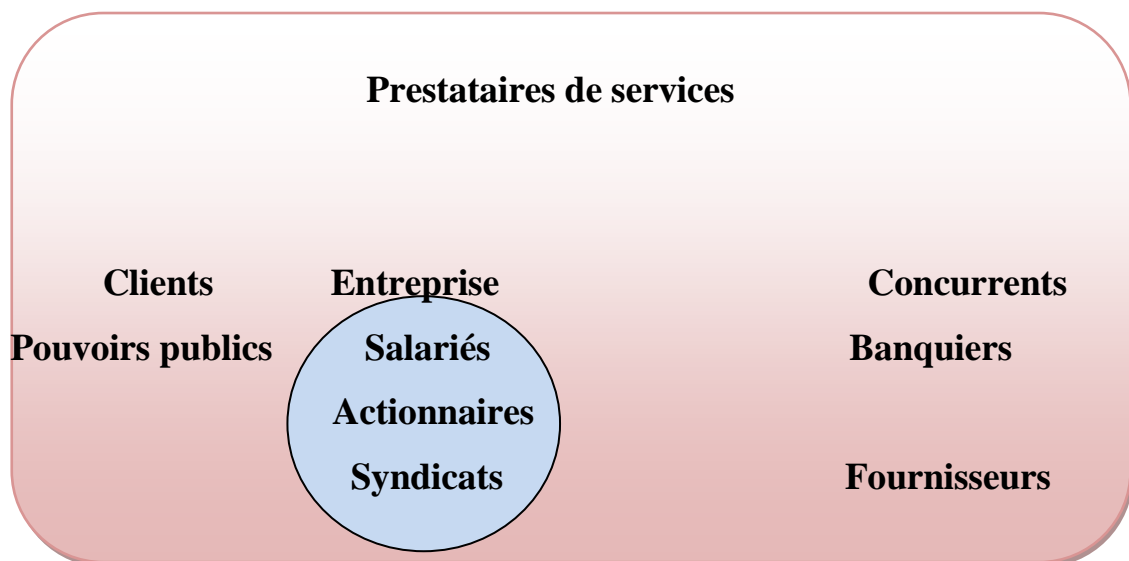 Prestataires de services
Clients Entreprise Concurrents
Pouvoirs publics Salariés Banquiers
Actionnaires
Syndicats Fournisseurs